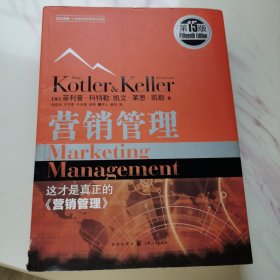 第15版
Fifteenth Edition
Philip Kevin Lane
Kotler & Keller
[美] 菲利普·科特勒 凯文·莱恩·凯勒 著
营销管理
Marketing
Management
这才是真正的
《营销管理》